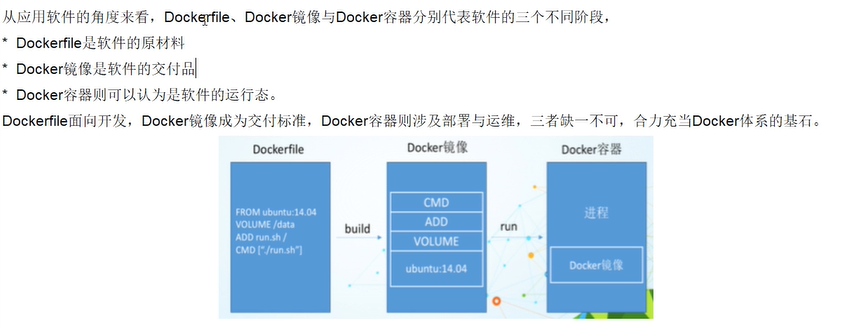 从应用软件的角度来看，Dockerfile、Docker镜像与Docker容器分别代表软件的三个不同阶段，
* Dockerfile是软件的原材料
* Docker镜像是软件的交付品
* Docker容器则可以认为是软件的运行态。
Dockerfile面向开发，Docker镜像成为交付标准，Docker容器则涉及部署与运维，三者缺一不可，合力充当Docker体系的基石。
Dockerfile
FROM ubuntu:14.04
VOLUME /data
ADD run.sh /
CMD ["./run.sh"]
build
Docker镜像
CMD
ADD
VOLUME
ubuntu:14.04
run
Docker容器
进程
Docker镜像